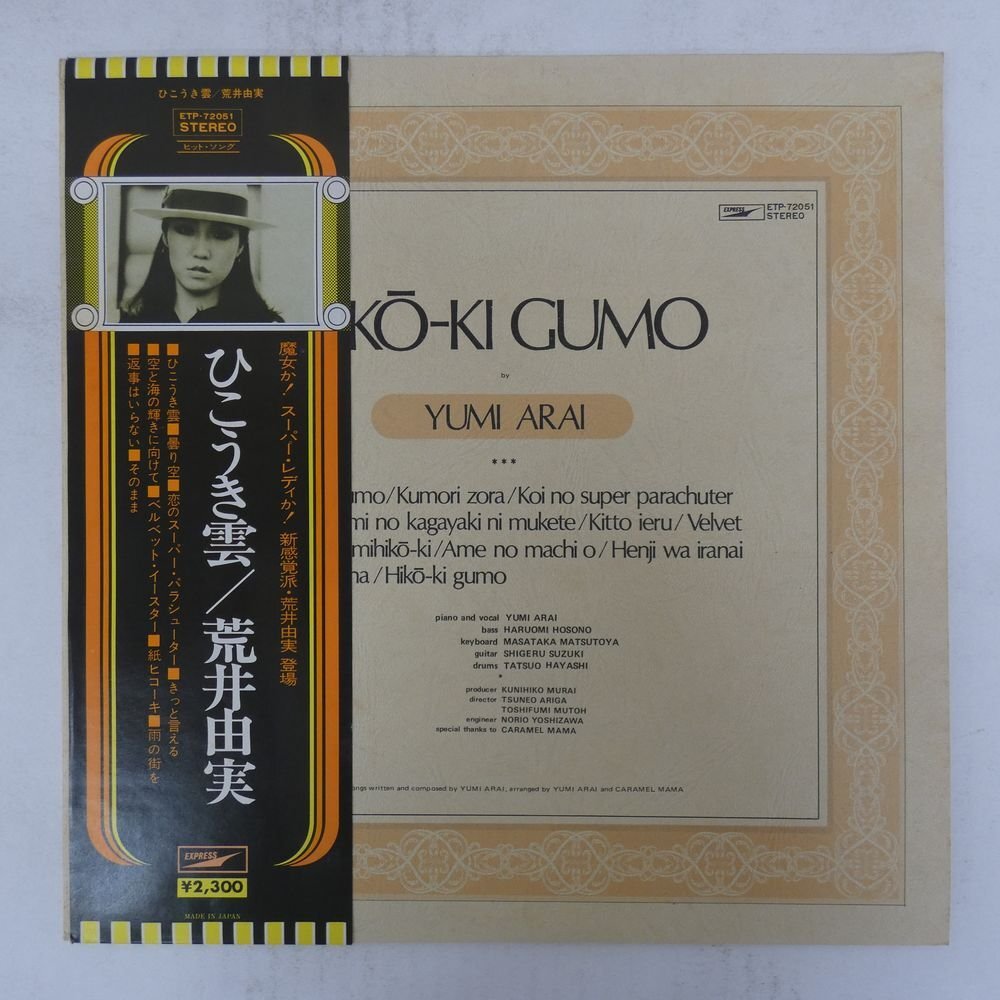 ひこうき雲／荒井由実
ETP-72051
STEREO
ヒット・ソング
魔女か！スーパー・レディか！新感覚派・荒井由実 登場
ひこうき雲／荒井由実
■ひこうき雲■曇り空■恋のスーパー・パラシューター■きっと言える
■空と海の輝きに向けて■ベルベット・イースター■紙ヒコーキ■雨の街を
■返事はいらない■そのまま
EXPRESS
¥2,300
MADE IN JAPAN
EXPRESS
ETP-72051
STEREO
KŌ-KI GUMO
by
YUMI ARAI
***
umo/Kumori zora/Koi no super parachuter
mi no kagayaki ni mukete/Kitto ieru/Velvet
mihikō-ki/Ame no machi o/Henji wa iranai
na/Hikō-ki gumo
piano and vocal YUMI ARAI
bass HARUOMI HOSONO
keyboard MASATAKA MATSUTOYA
guitar SHIGERU SUZUKI
drums TATSUO HAYASHI
*
producer KUNIHIKO MURAI
director TSUNEO ARIGA
TOSHIFUMI MUTOH
engineer NORIO YOSHIZAWA
special thanks to CARAMEL MAMA
ongs written and composed by YUMI ARAI, arranged by YUMI ARAI and CARAMEL MAMA